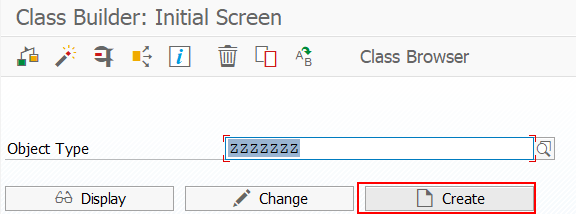 Class Builder: Initial Screen
Class Browser
Object Type zzzzzzz
Display Change Create